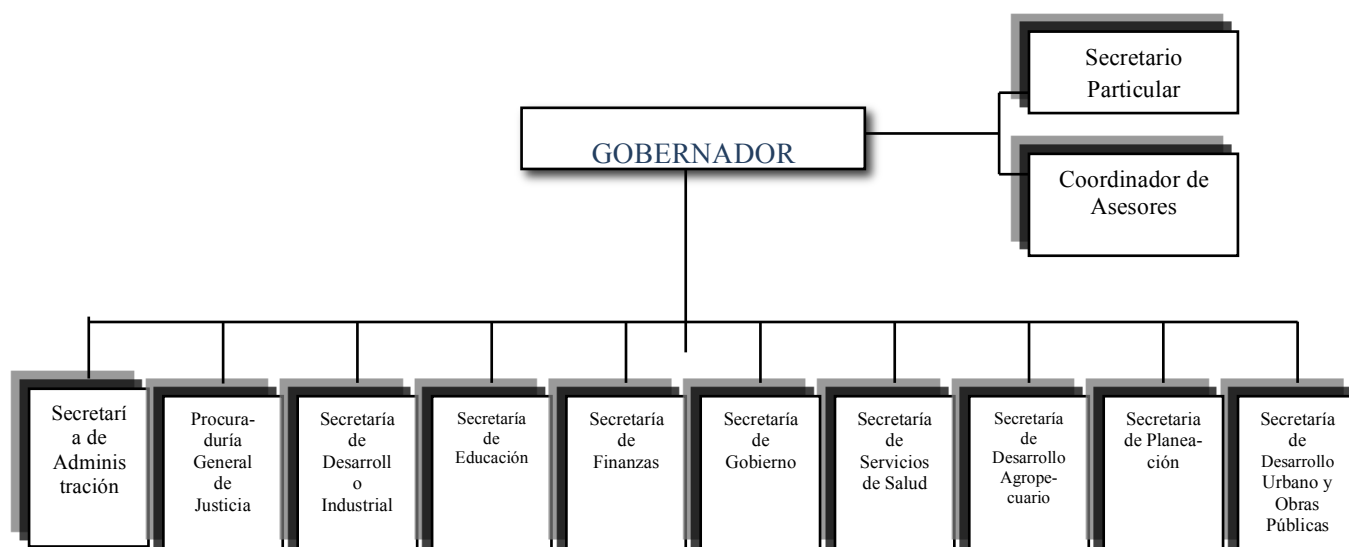 Secretario
Particular
GOBERNADOR
Coordinador de
Asesores
Secretarí
a de
Adminis
tración
Procura-
duría
General
de
Justicia
Secretaría
de
Desarroll
o
Industrial
Secretaría
de
Educación
Secretaría
de
Finanzas
Secretaría
de
Gobierno
Secretaría
de
Servicios
de Salud
Secretaría
de
Desarrollo
Agrope-
cuario
Secretaria
de Planea-
ción
Secretaría
de
Desarrollo
Urbano y
Obras
Públicas